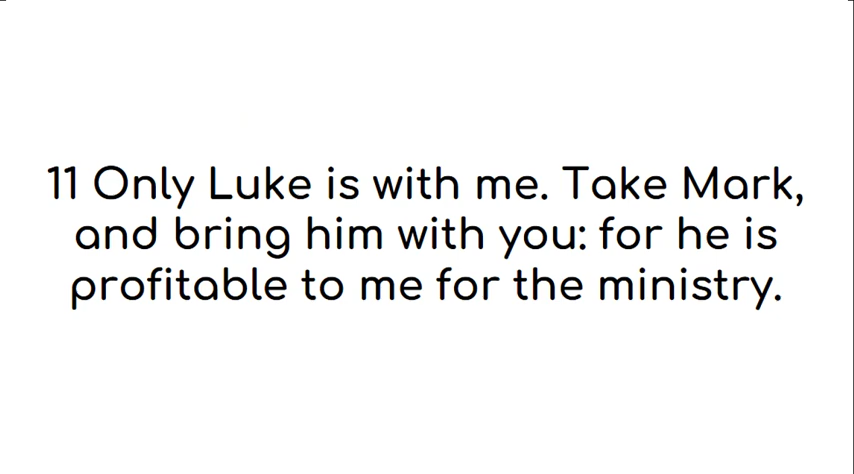 11 Only Luke is with me. Take Mark,
and bring him with you: for he is
profitable to me for the ministry.